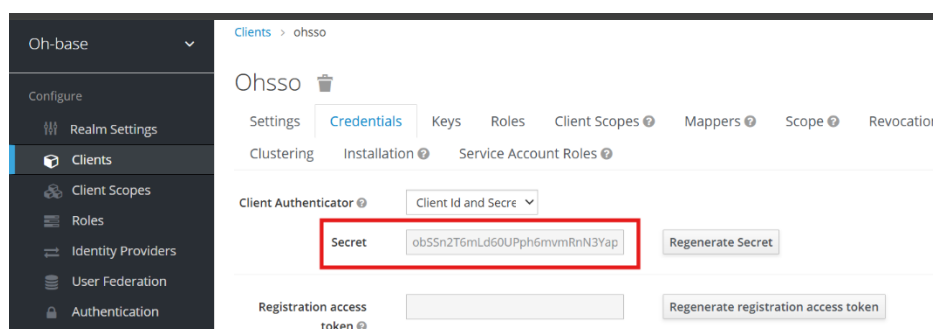 Oh-base
Configure
Realm Settings
Clients
Client Scopes
Roles
Identity Providers
User Federation
Authentication
Clients > ohsso
Ohsso
Settings Credentials Keys Roles Client Scopes Mappers Scope Revocation
Clustering Installation Service Account Roles
Client Authenticator Client Id and Secre
Secret obSSn2T6mLd60UPph6mvmRnN3Yap Regenerate Secret
Registration access Regenerate registration access token
token